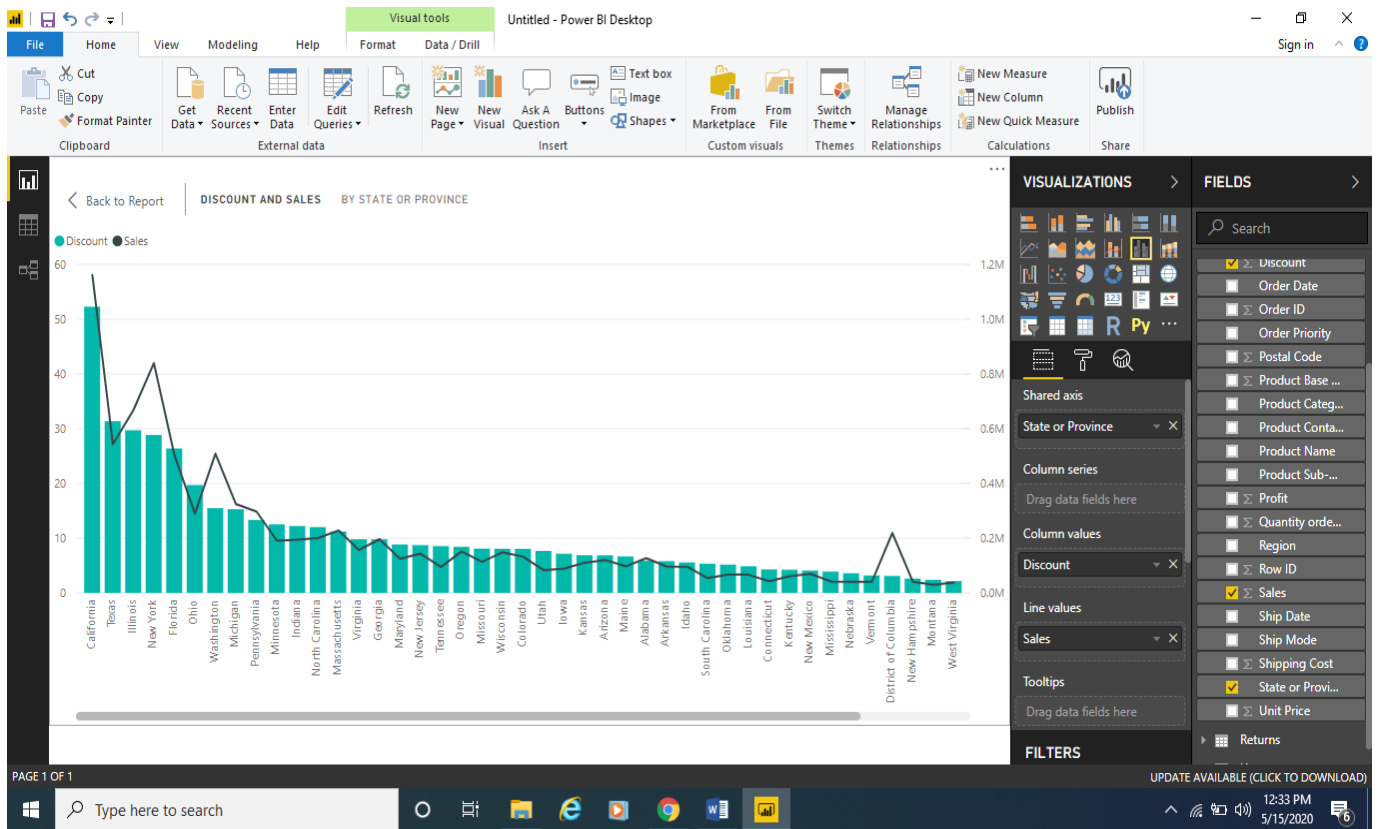 Visual tools
Untitled - Power BI Desktop
File
Home
View
Modeling
Help
Format
Data / Drill
Sign in
Paste
Cut
Copy
Format Painter
Clipboard
Get Data
Recent Sources
Enter Data
Edit Queries
Refresh
External data
New Page
New Visual
Ask A Question
Buttons
Text box
Image
Shapes
Insert
From Marketplace
From File
Custom visuals
Switch Theme
Themes
Manage Relationships
Relationships
New Measure
New Column
New Quick Measure
Calculations
Publish
Share
Back to Report
DISCOUNT AND SALES BY STATE OR PROVINCE
Discount Sales
60
50
40
30
20
10
0
1.2M
1.0M
0.8M
0.6M
0.4M
0.2M
0.0M
California
Texas
Illinois
New York
Florida
Ohio
Washington
Michigan
Pennsylvania
Minnesota
Indiana
North Carolina
Massachusetts
Virginia
Georgia
Maryland
New Jersey
Tennessee
Oregon
Missouri
Wisconsin
Colorado
Utah
Iowa
Kansas
Arizona
Maine
Alabama
Arkansas
Idaho
South Carolina
Oklahoma
Louisiana
Connecticut
Kentucky
New Mexico
Mississippi
Nebraska
Vermont
District of Columbia
New Hampshire
Montana
West Virginia
VISUALIZATIONS
123
R Py
Shared axis
State or Province
Column series
Drag data fields here
Column values
Discount
Line values
Sales
Tooltips
Drag data fields here
FILTERS
FIELDS
Search
Discount
Order Date
Σ Order ID
Order Priority
Σ Postal Code
Σ Product Base ...
Product Categ...
Product Conta...
Product Name
Product Sub-...
Σ Profit
Σ Quantity orde...
Region
Σ Row ID
Σ Sales
Ship Date
Ship Mode
Σ Shipping Cost
State or Provi...
Σ Unit Price
Returns
PAGE 1 OF 1
UPDATE AVAILABLE (CLICK TO DOWNLOAD)
Type here to search
12:33 PM
5/15/2020
6